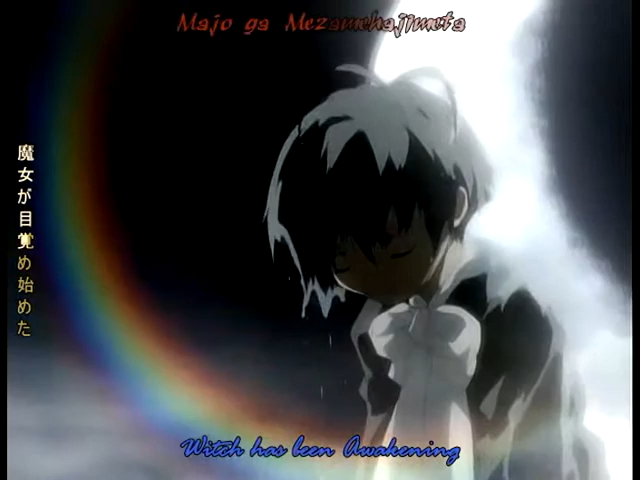 Majo ga Mezamehajimeta
魔女が目覚め始めた
Witch has been Awakening